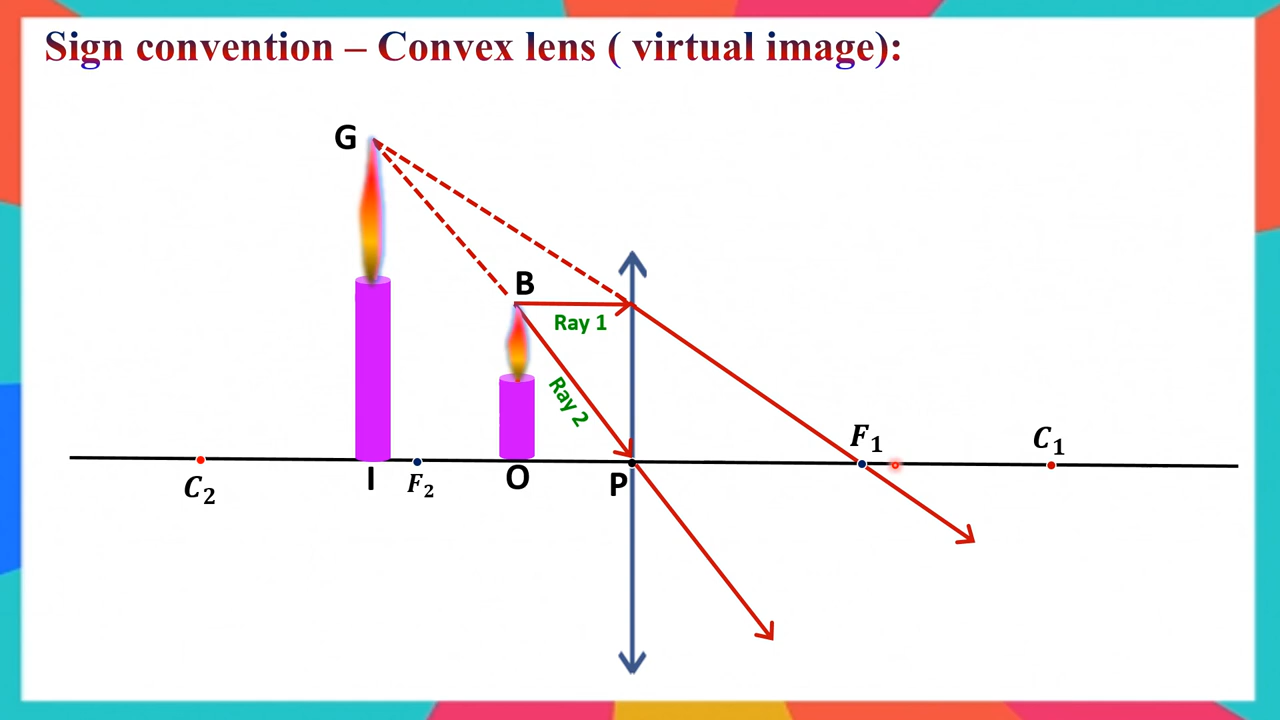 Sign convention – Convex lens ( virtual image):
G
B
Ray 1
Ray 2
F₁
C₁
C₂
I
F₂
O
P